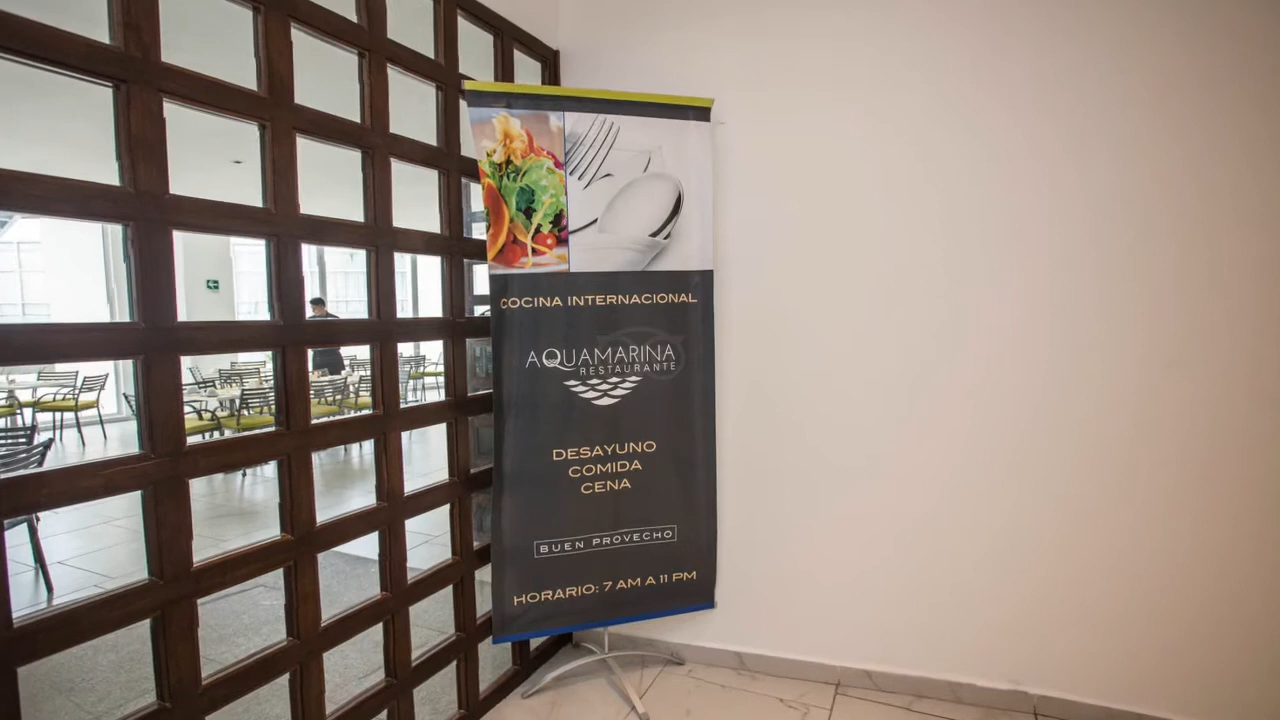 COCINA INTERNACIONAL
AQUAMARINA
RESTAURANTE
DESAYUNO
COMIDA
CENA
BUEN PROVECHO
HORARIO: 7 AM A 11 PM